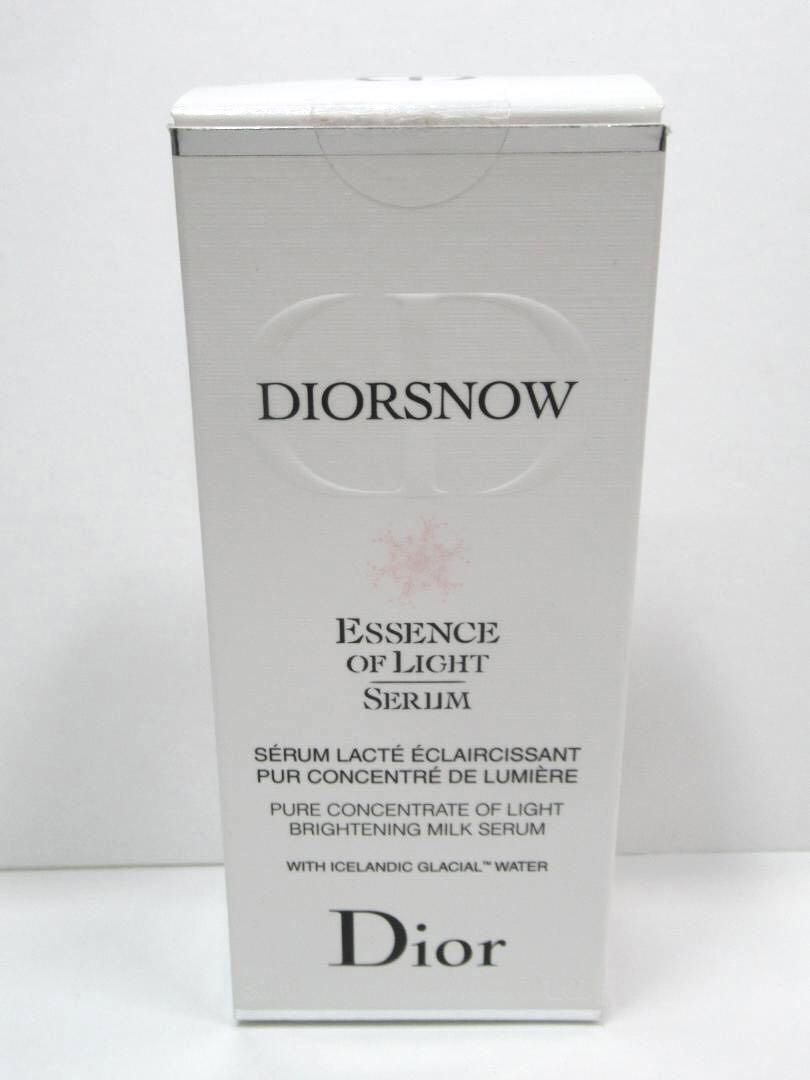 DIORSNOW
ESSENCE
OF LIGHT
SERUM
SÉRUM LACTÉ ÉCLAIRCISSANT
PUR CONCENTRÉ DE LUMIÈRE
PURE CONCENTRATE OF LIGHT
BRIGHTENING MILK SERUM
WITH ICELANDIC GLACIAL™ WATER
Dior